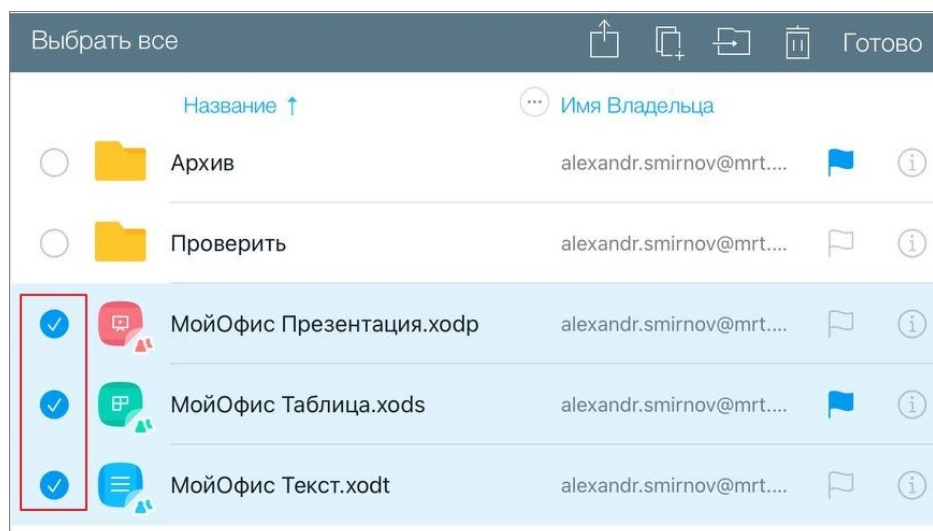 Выбрать все Готово
Название ↑ Имя Владельца
Архив alexandr.smirnov@mrt....
Проверить alexandr.smirnov@mrt....
МойОфис Презентация.xodp alexandr.smirnov@mrt....
МойОфис Таблица.xods alexandr.smirnov@mrt....
МойОфис Текст.xodt alexandr.smirnov@mrt....